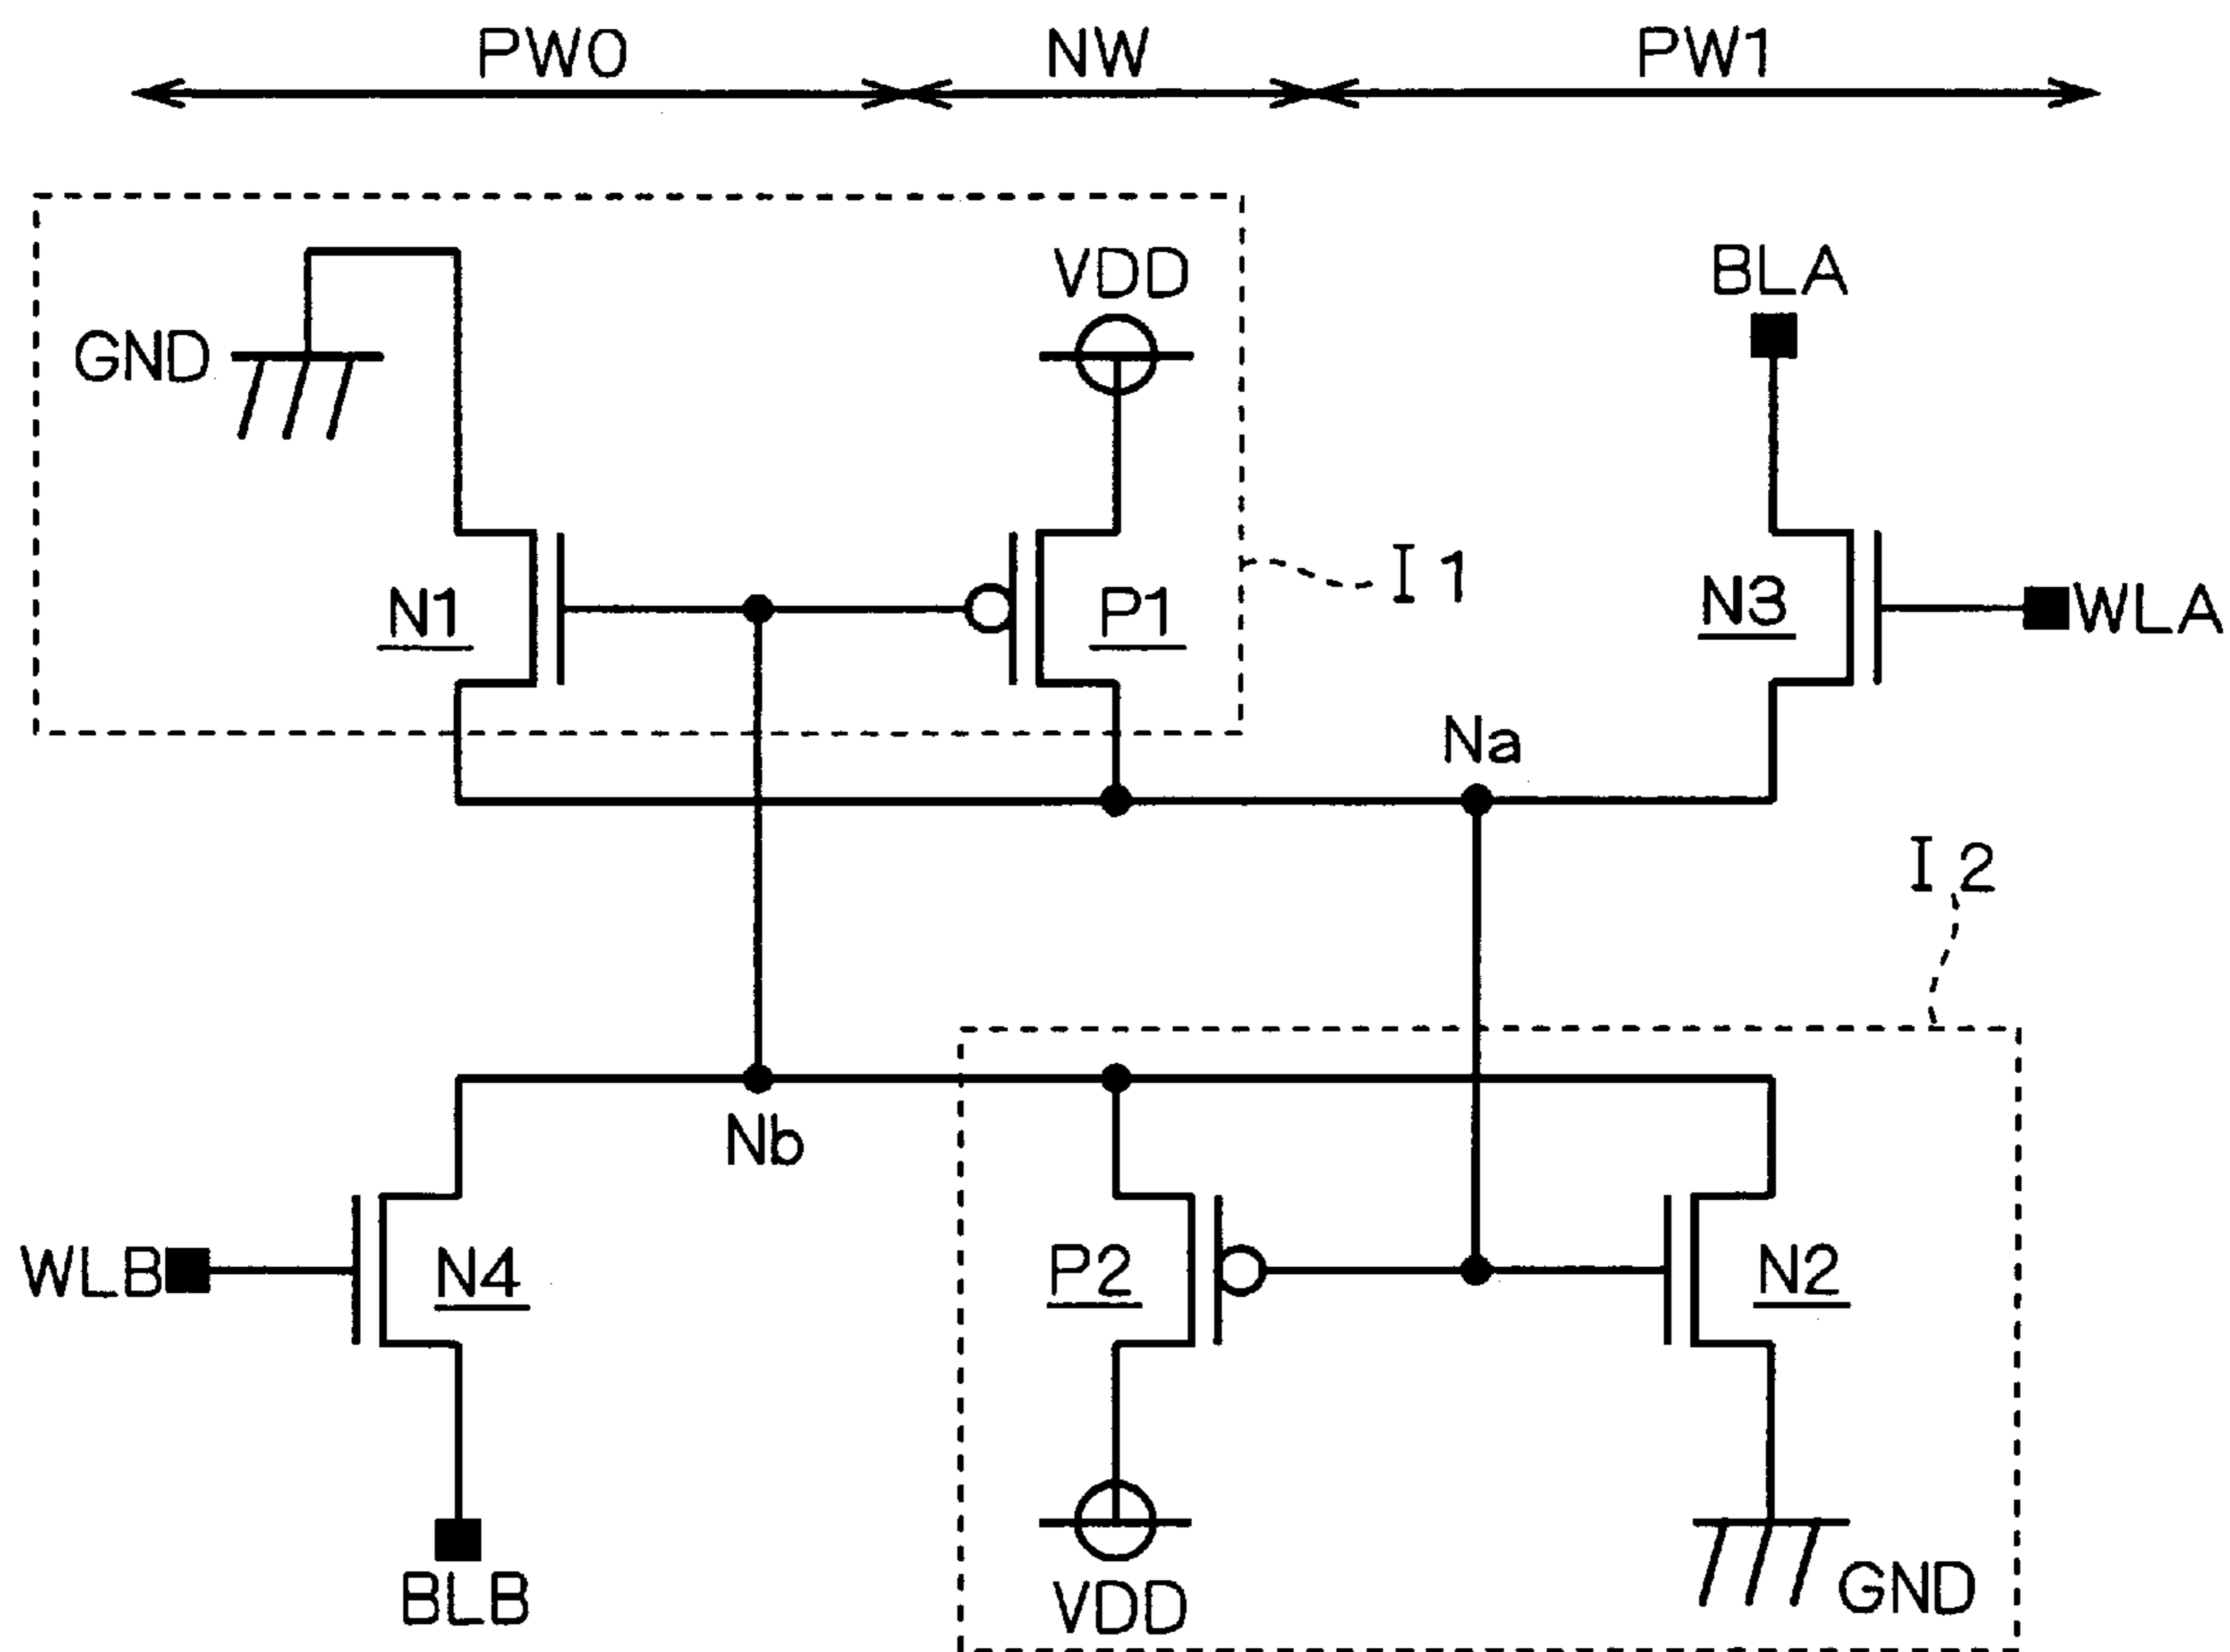 PW0 NW PW1
VDD
BLA
GND
I1
N1
P1
N3
WLA
Na
I2
Nb
WLB
N4
P2
N2
BLB
VDD
GND